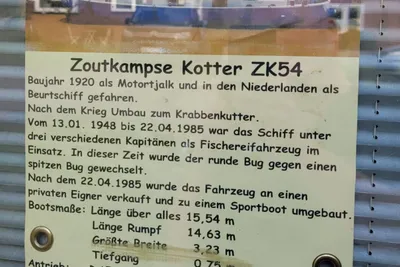 Zoutkampse Kotter ZK54
Baujahr 1920 als Motortjalk und in den Niederlanden als
Beurtschiff gefahren.
Nach dem Krieg Umbau zum Krabbenkutter.
Vom 13.01. 1948 bis 22.04.1985 war das Schiff unter
drei verschiedenen Kapitänen als Fischereifahrzeug im
Einsatz. In dieser Zeit wurde der runde Bug gegen einen
spitzen Bug gewechselt.
Nach dem 22.04.1985 wurde das Fahrzeug an einen
privaten Eigner verkauft und zu einem Sportboot umgebaut.
Bootsmaße: Länge über alles 15,54 m
Länge Rumpf 14,63 m
Größte Breite 3,23 m
Tiefgang 0,75 m
Antrieb: